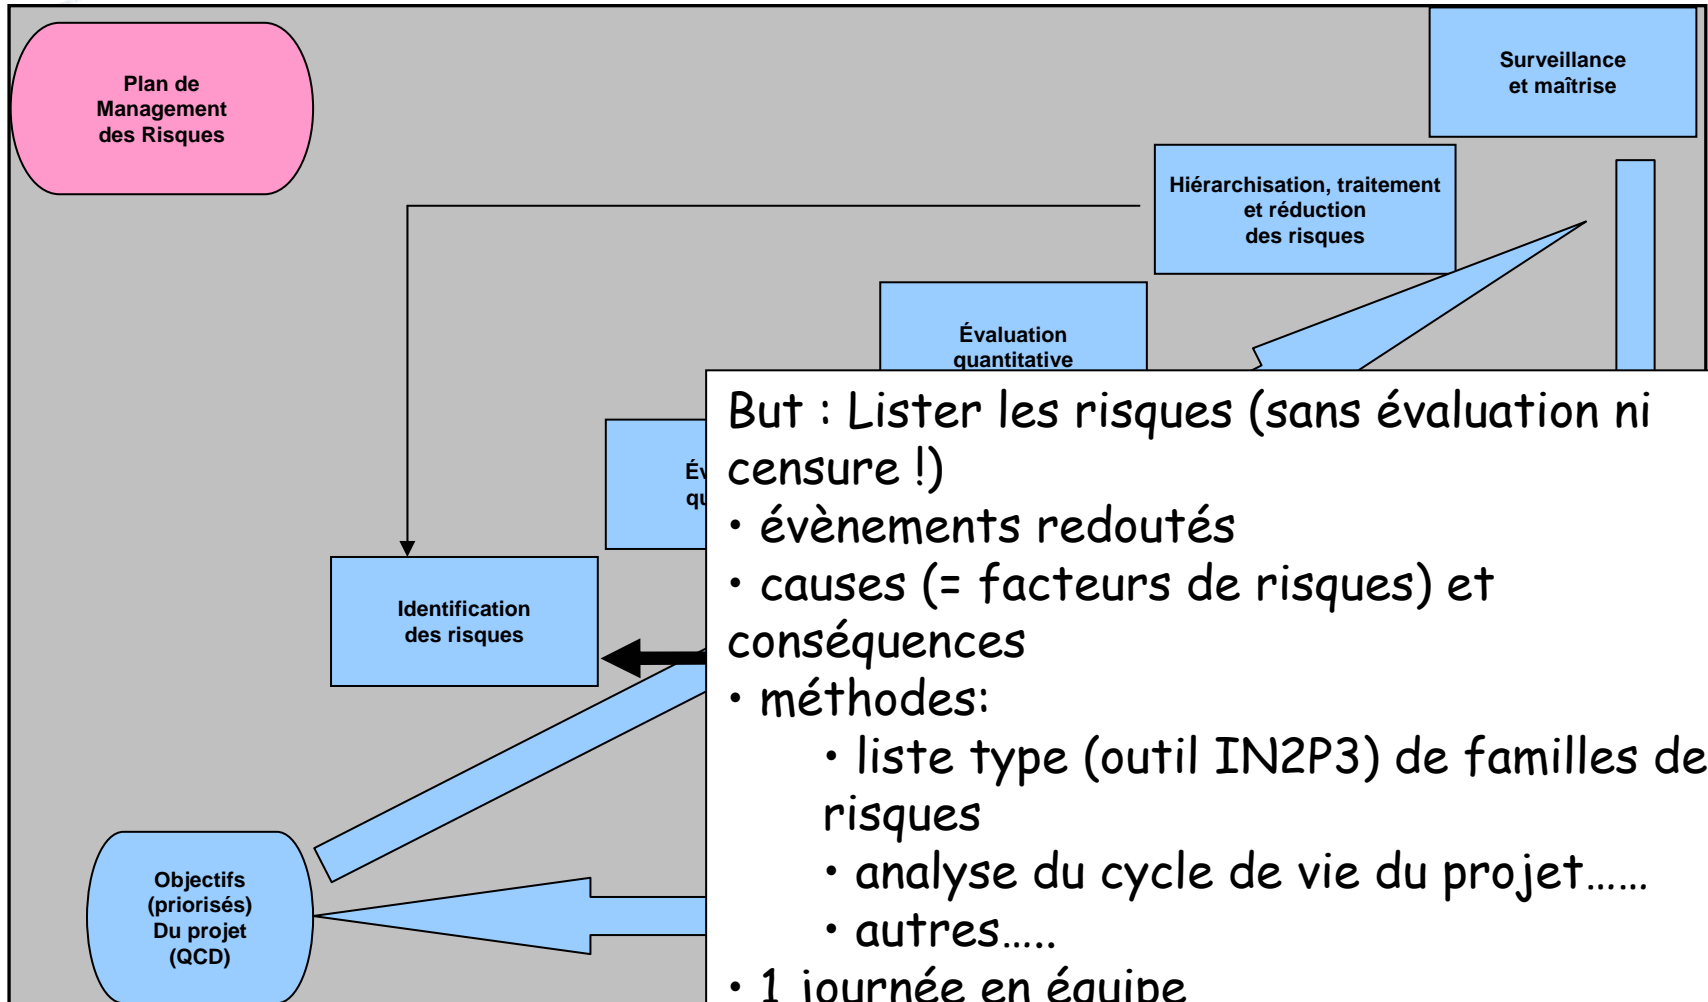 Plan de
Management
des Risques
Surveillance
et maîtrise
Hiérarchisation, traitement
et réduction
des risques
Évaluation
quantitative
Identification
des risques
Objectifs
(priorisés)
Du projet
(QCD)
But : Lister les risques (sans évaluation ni
censure !)
• évènements redoutés
• causes (= facteurs de risques) et
conséquences
• méthodes:
• liste type (outil IN2P3) de familles de
risques
• analyse du cycle de vie du projet……
• autres…..
• 1 journée en équipe